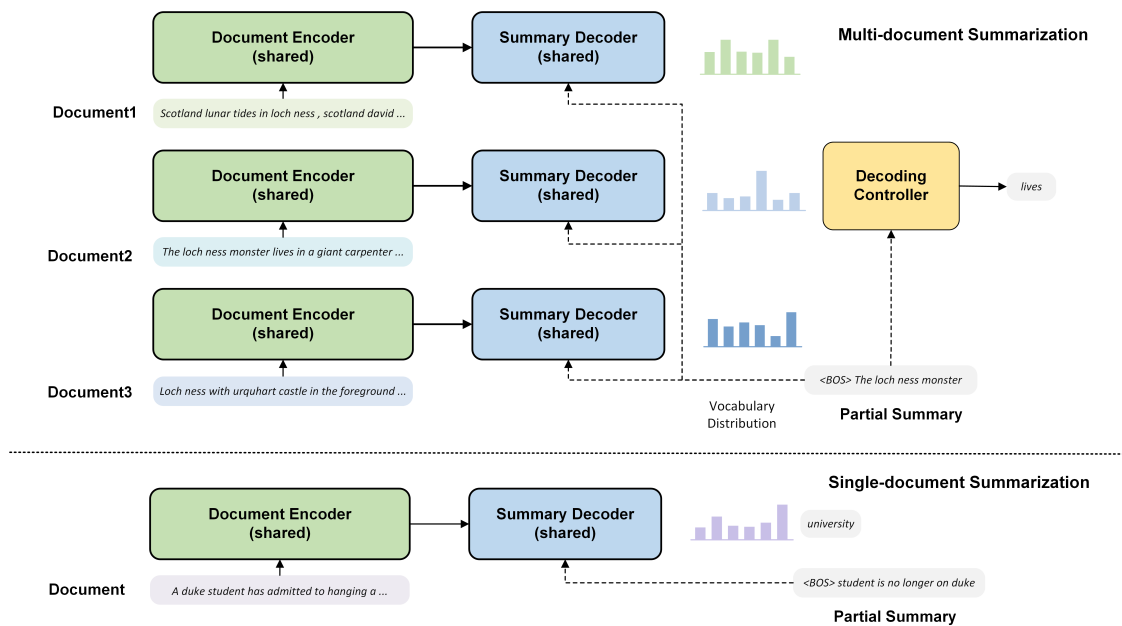 Multi-document Summarization
Document Encoder
(shared)
Summary Decoder
(shared)
Document1
Scotland lunar tides in loch ness , scotland david ...
Document Encoder
(shared)
Summary Decoder
(shared)
Decoding
Controller
lives
Document2
The loch ness monster lives in a giant carpenter ...
Document Encoder
(shared)
Summary Decoder
(shared)
Document3
Loch ness with urquhart castle in the foreground ...
<BOS> The loch ness monster
Vocabulary
Distribution
Partial Summary
Single-document Summarization
Document Encoder
(shared)
Summary Decoder
(shared)
university
Document
A duke student has admitted to hanging a ...
<BOS> student is no longer on duke
Partial Summary